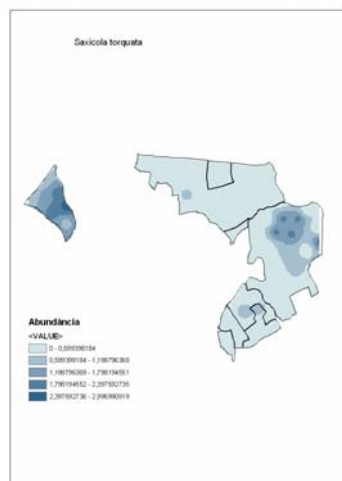 Saxicola torquata
Abundância
<VALUE>
0 - 0,599398184
0,599398184 - 1,198796368
1,198796369 - 1,798194551
1,798194552 - 2,397592735
2,397592736 - 2,996990919